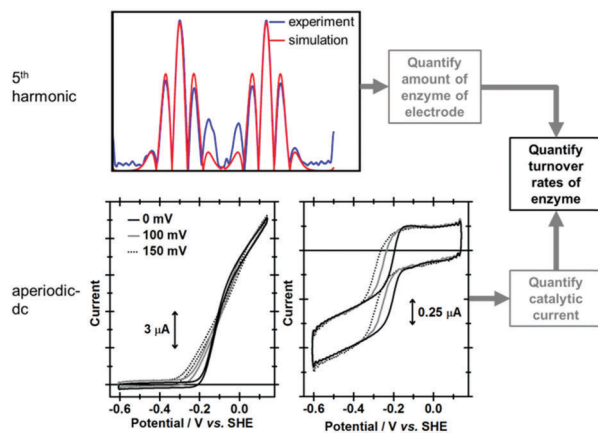 5th
harmonic
experiment
simulation
Quantify
amount of
enzyme of
electrode
Quantify
turnover
rates of
enzyme
Quantify
catalytic
current
aperiodic-
dc
Current
0 mV
100 mV
150 mV
3 µA
-0.6 -0.4 -0.2 0.0
Potential / V vs. SHE
Current
0.25 µA
-0.6 -0.4 -0.2 0.0
Potential / V vs. SHE